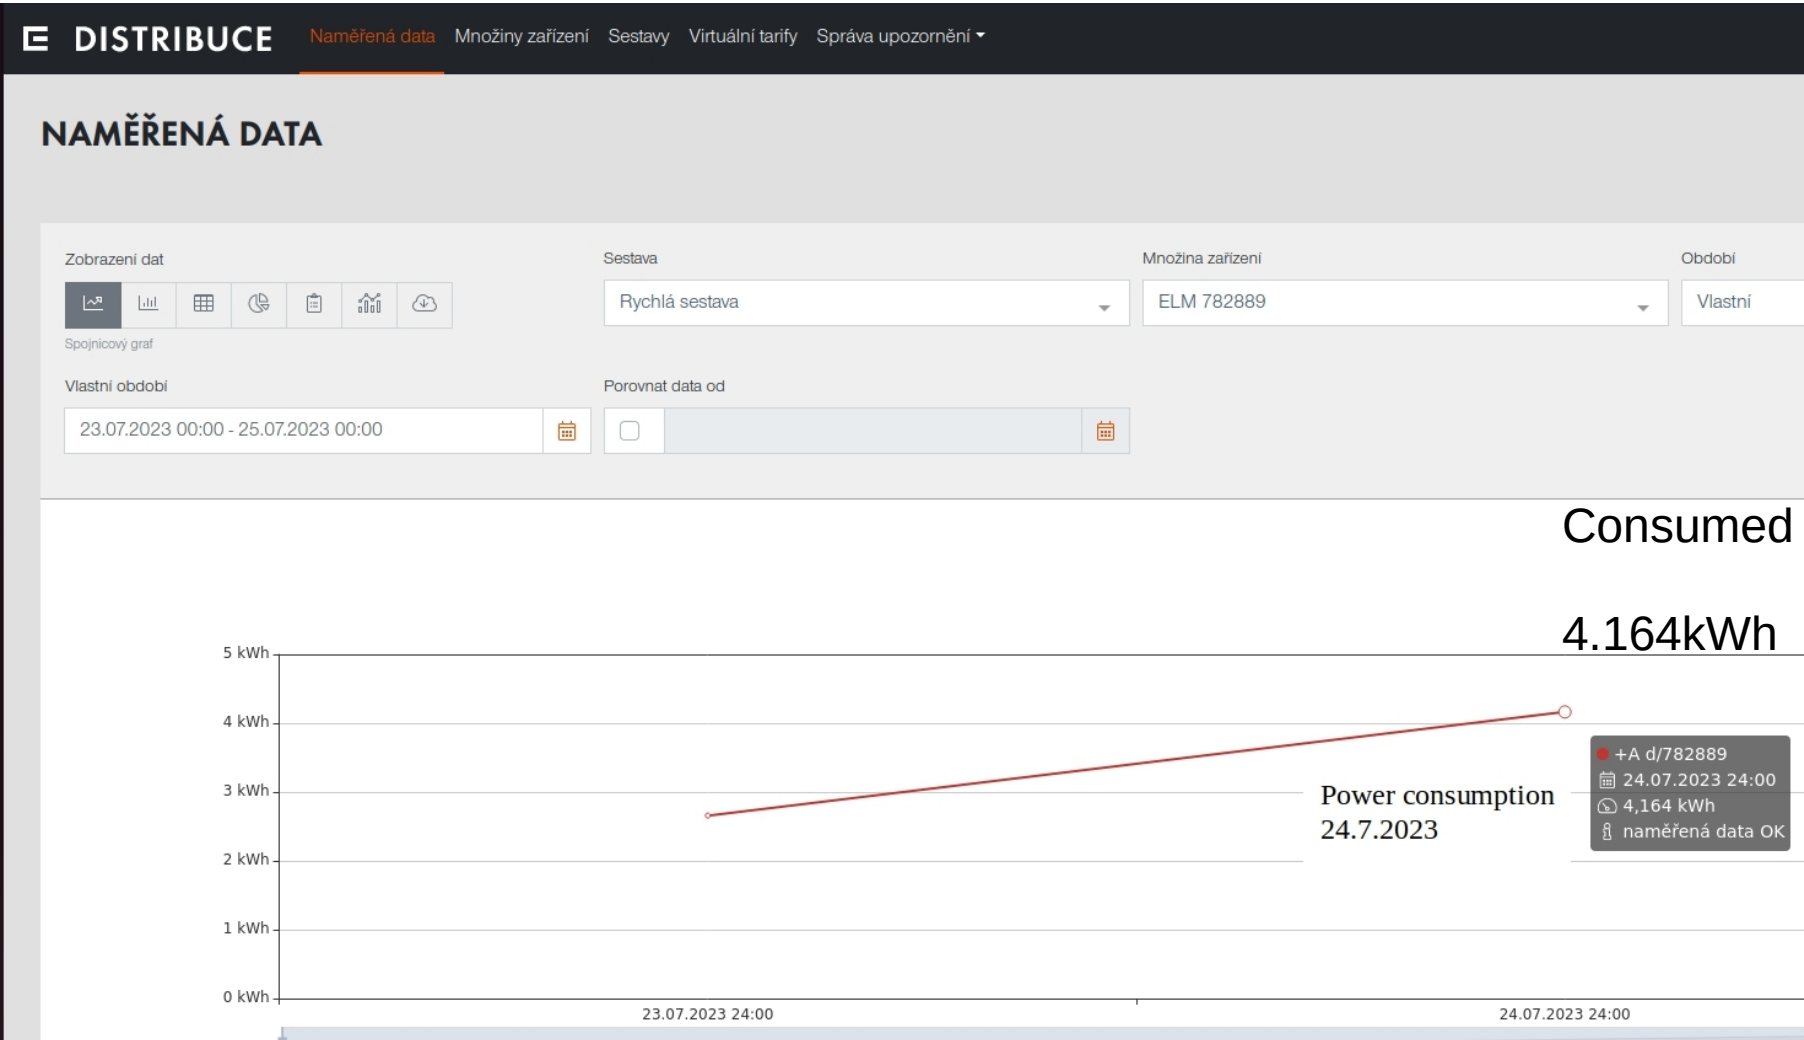 E DISTRIBUCE Naměřená data Množiny zařízení Sestavy Virtuální tarify Správa upozornění
NAMĚŘENÁ DATA
Zobrazení dat Sestava Množina zařízení Období
Rychlá sestava ELM 782889 Vlastní
Spojnicový graf
Vlastní období Porovnat data od
23.07.2023 00:00 - 25.07.2023 00:00
Consumed
4.164kWh
5 kWh
4 kWh
+A d/782889
24.07.2023 24:00
4,164 kWh
naměřená data OK
3 kWh
Power consumption
24.7.2023
2 kWh
1 kWh
0 kWh
23.07.2023 24:00 24.07.2023 24:00